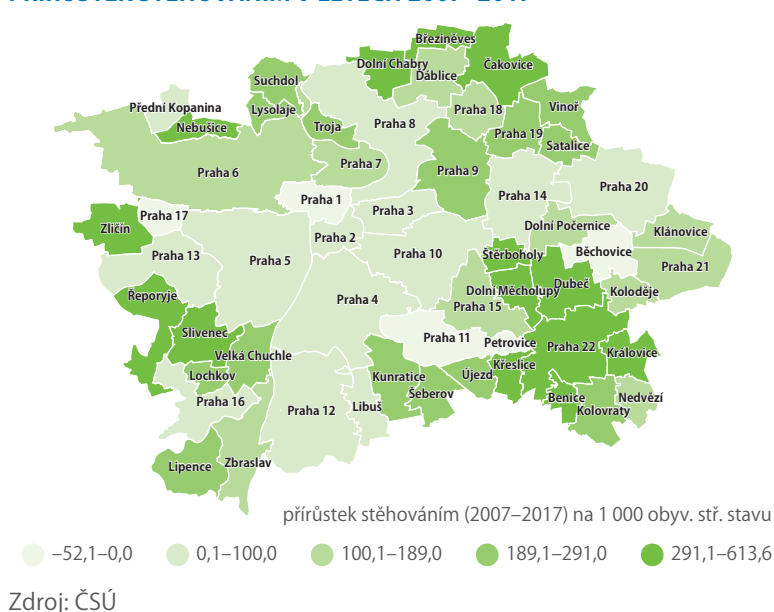 PŘÍRŮSTEK STĚHOVÁNÍM V LETECH 2007–2017
Březiněves
Dolní Chabry
Čakovice
Ďáblice
Suchdol
Přední Kopanina
Lysolaje
Praha 18
Vinoř
Nebušice
Troja
Praha 8
Praha 19
Satalice
Praha 7
Praha 6
Praha 9
Praha 20
Praha 1
Praha 14
Praha 17
Praha 3
Zličín
Dolní Počernice
Klánovice
Praha 2
Praha 13
Praha 5
Praha 10
Štěrboholy
Běchovice
Praha 21
Řeporyje
Dolní Měcholupy
Dubeč
Koloděje
Praha 4
Praha 15
Slivenec
Praha 11
Petrovice
Praha 22
Královice
Velká Chuchle
Křeslice
Lochkov
Kunratice
Újezd
Šeberov
Benice
Nedvězí
Praha 16
Praha 12
Libuš
Kolovraty
Lipence
Zbraslav
přírůstek stěhováním (2007–2017) na 1 000 obyv. stř. stavu
–52,1–0,0 0,1–100,0 100,1–189,0 189,1–291,0 291,1–613,6
Zdroj: ČSÚ